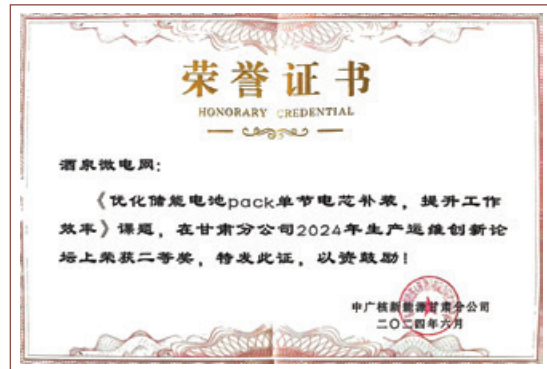 荣誉证书
HONORARY CREDENTIAL
酒泉微电网:
《优化储能电池pack单节电芯补装，提升工作
效率》课题，在甘肃分公司2024年生产运维创新论
坛上荣获二等奖，特发此证，以资鼓励！
中广核新能源甘肃分公司
二〇二四年六月